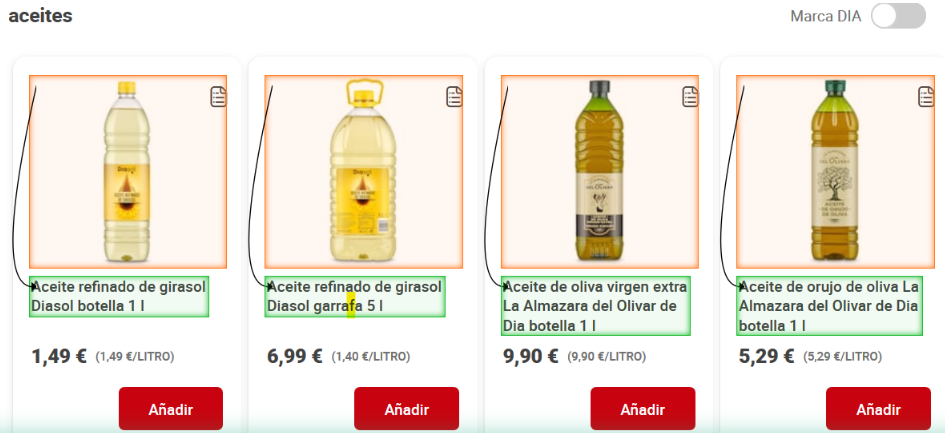 aceites
Marca DIA
Aceite refinado de girasol
Diasol botella 1 l
1,49 € (1,49 €/LITRO)
Añadir
Aceite refinado de girasol
Diasol garrafa 5 l
6,99 € (1,40 €/LITRO)
Añadir
Aceite de oliva virgen extra
La Almazara del Olivar de
Dia botella 1 l
9,90 € (9,90 €/LITRO)
Añadir
Aceite de orujo de oliva La
Almazara del Olivar de Dia
botella 1 l
5,29 € (5,29 €/LITRO)
Añadir